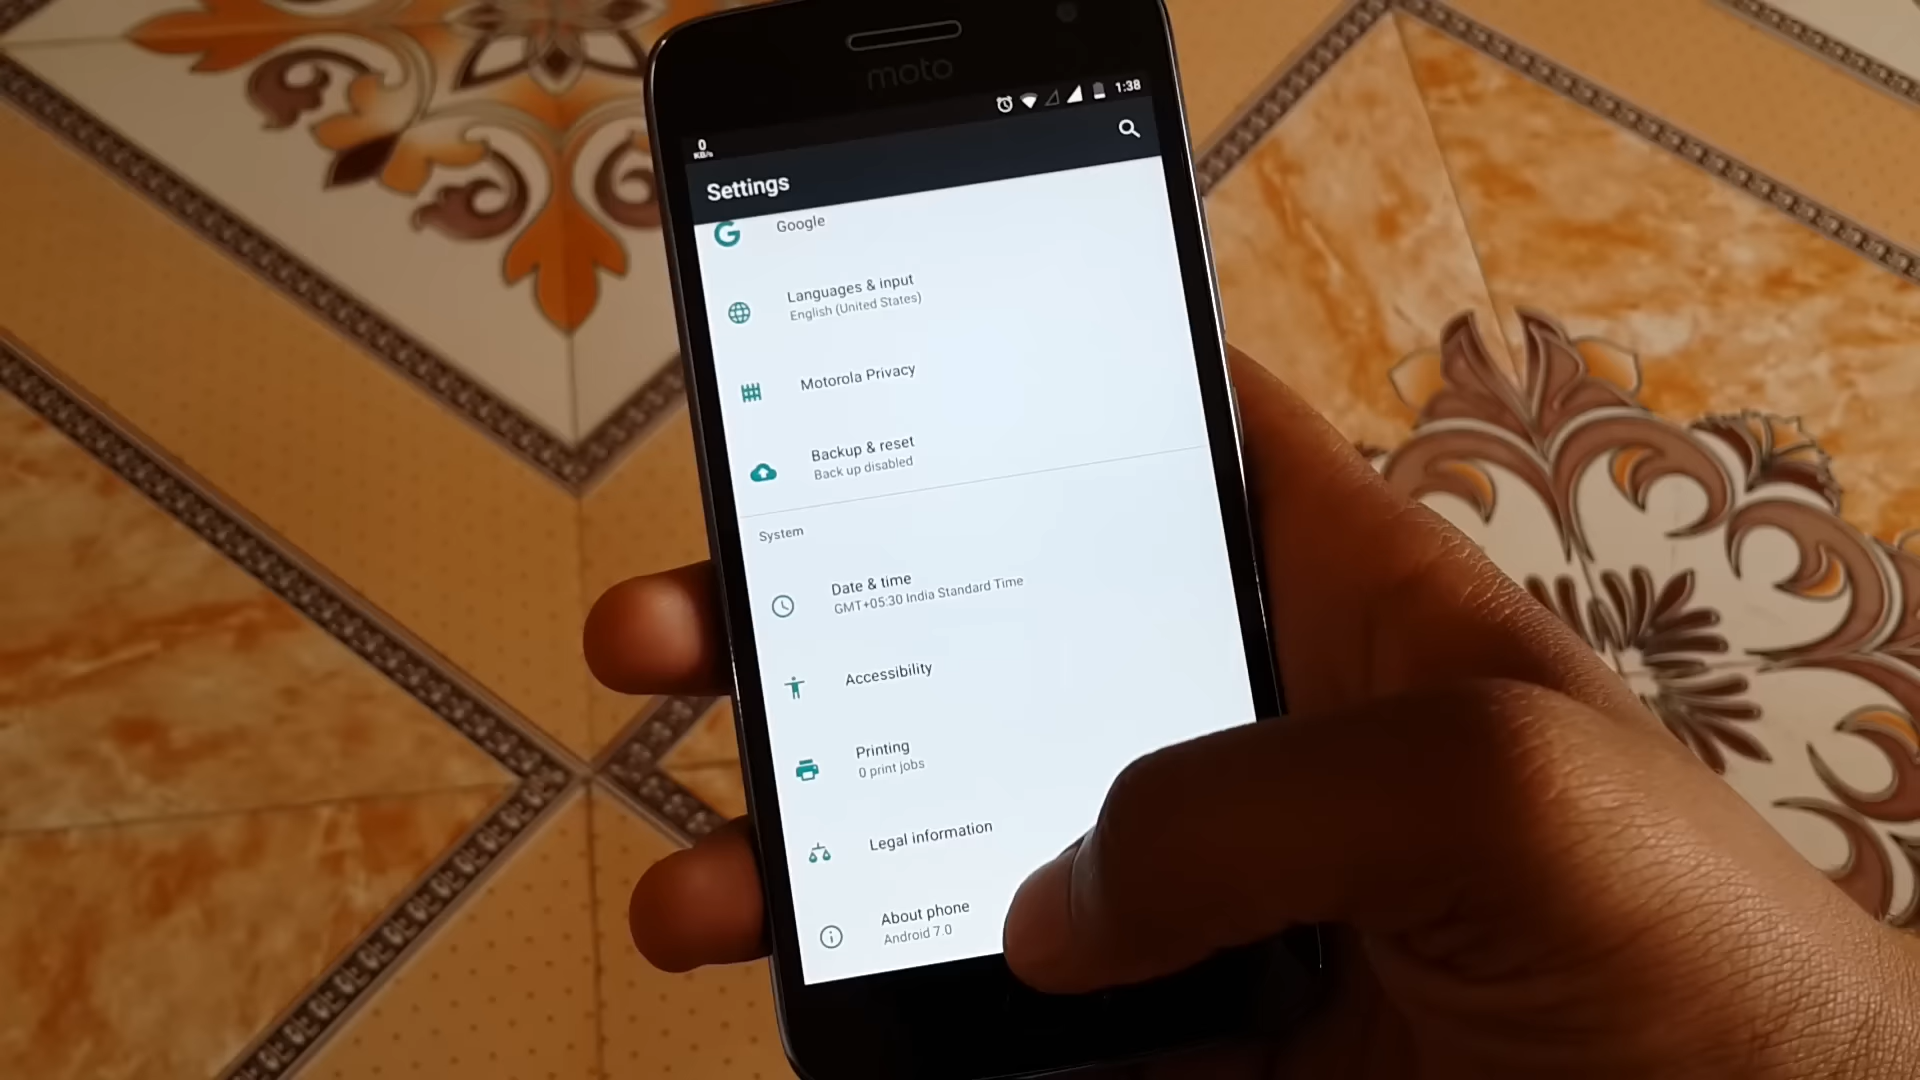 moto
1:38
0
KB/s
Settings
Google
Languages & input
English (United States)
Motorola Privacy
Backup & reset
Back up disabled
System
Date & time
GMT+05:30 India Standard Time
Accessibility
Printing
0 print jobs
Legal information
About phone
Android 7.0